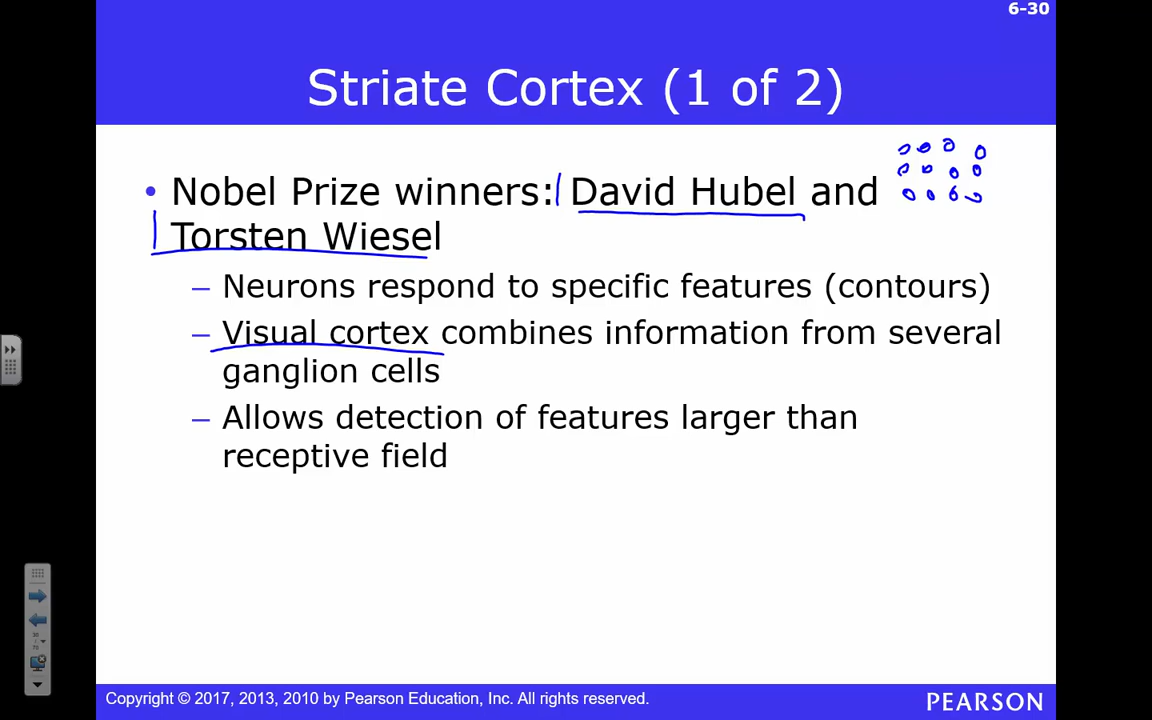 6-30
Striate Cortex (1 of 2)
• Nobel Prize winners: David Hubel and
Torsten Wiesel
– Neurons respond to specific features (contours)
– Visual cortex combines information from several
ganglion cells
– Allows detection of features larger than
receptive field
Copyright © 2017, 2013, 2010 by Pearson Education, Inc. All rights reserved.
PEARSON